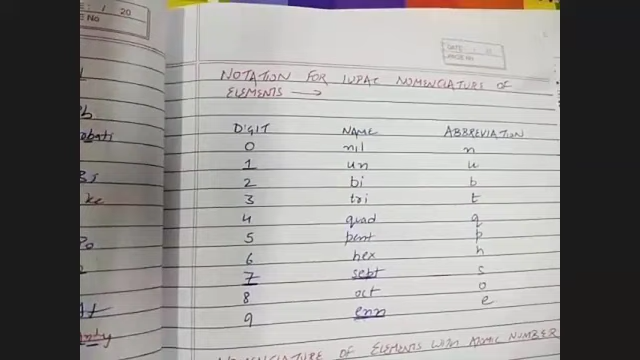 20
NOTATION FOR IUPAC NOMENCLATURE OF
ELEMENTS →
DIGIT NAME ABBREVIATION
0 nil n
1 un u
2 bi b
3 tri t
4 quad q
5 pent p
6 hex h
7 sept s
8 oct o
9 enn e
NOMENCLATURE OF ELEMENTS WITH ATOMIC NUMBER